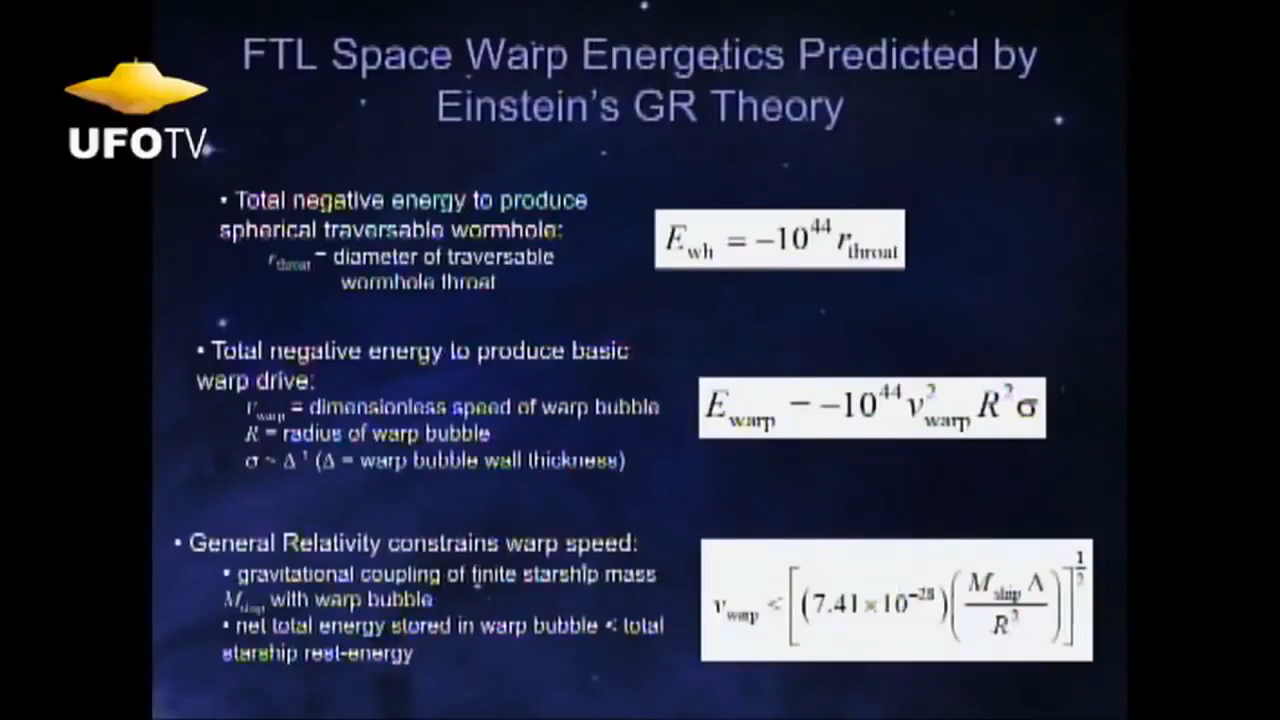 FTL Space Warp Energetics Predicted by
Einstein's GR Theory
UFOTV
• Total negative energy to produce
spherical traversable wormhole:
r_throat = diameter of traversable
wormhole throat
E_wh = −10^44 r_throat
• Total negative energy to produce basic
warp drive:
v_warp = dimensionless speed of warp bubble
R = radius of warp bubble
σ ~ Δ^-1 (Δ = warp bubble wall thickness)
E_warp = −10^44 v^2_warp R^2 σ
• General Relativity constrains warp speed:
• gravitational coupling of finite starship mass
M_ship with warp bubble
• net total energy stored in warp bubble < total
starship rest-energy
v_warp < [(7.41×10^-28)(M_ship Δ / R^2)]^1/2